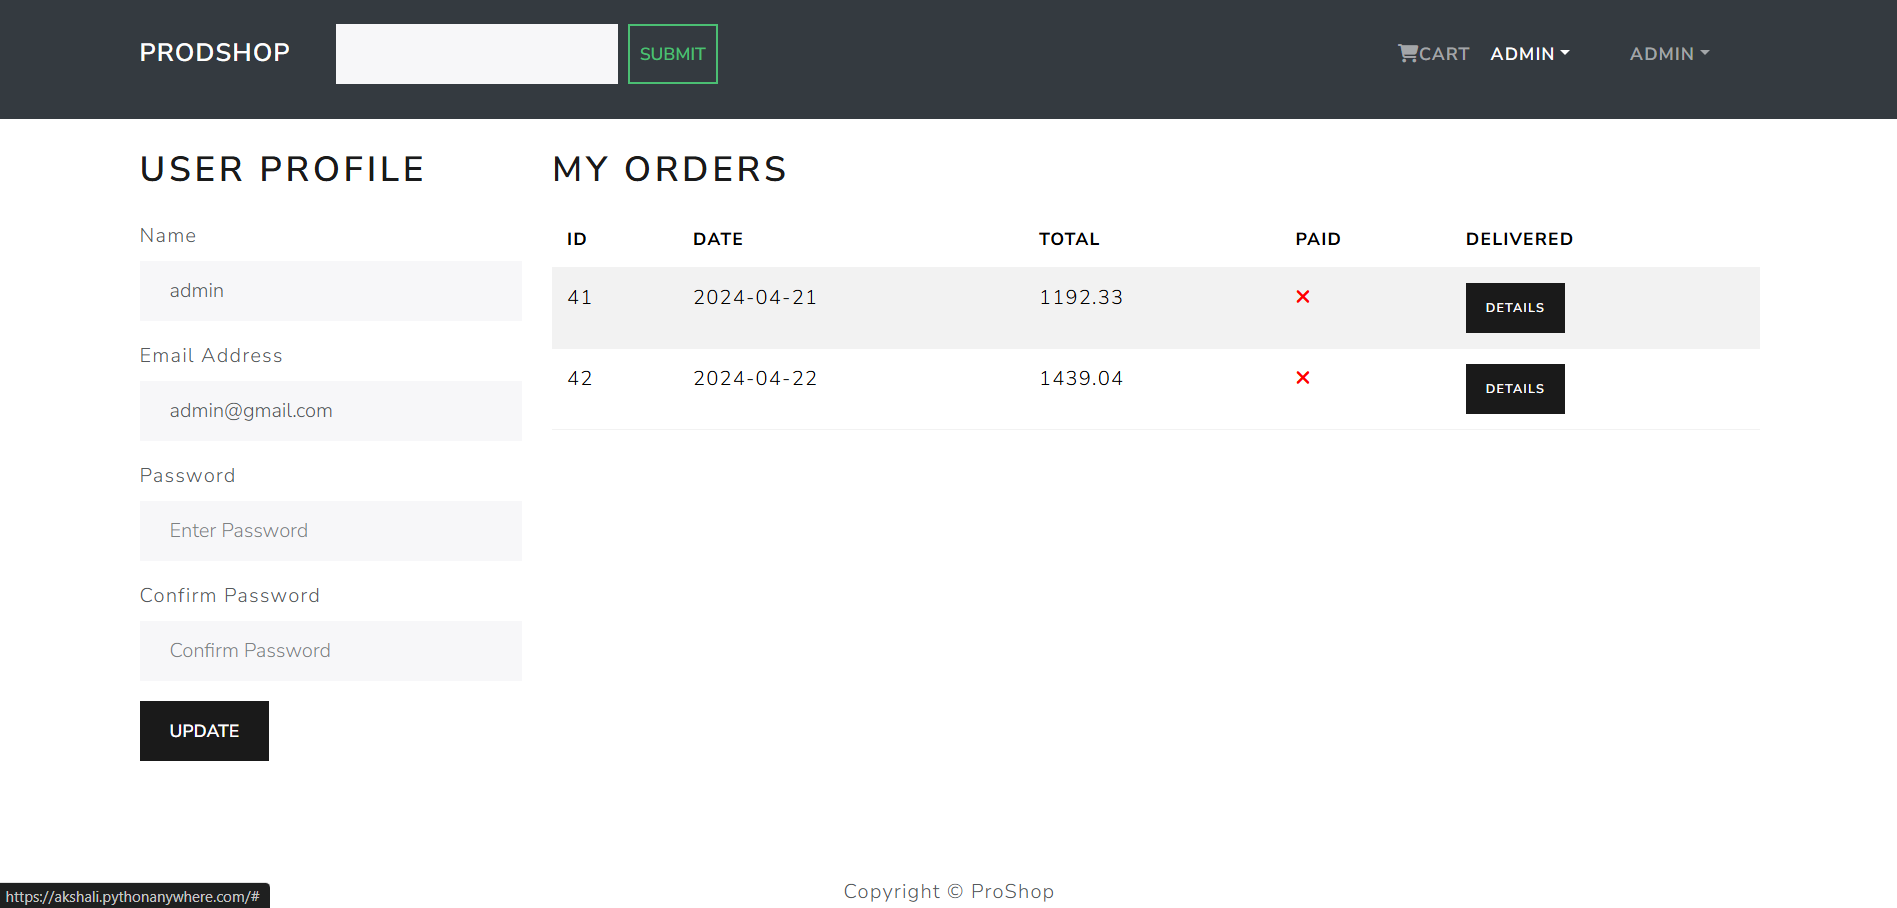 PRODSHOP SUBMIT CART ADMIN ADMIN
USER PROFILE
Name
admin
Email Address
admin@gmail.com
Password
Enter Password
Confirm Password
Confirm Password
UPDATE
MY ORDERS
ID DATE TOTAL PAID DELIVERED
41 2024-04-21 1192.33 DETAILS
42 2024-04-22 1439.04 DETAILS
Copyright © ProShop
https://akshali.pythonanywhere.com/#